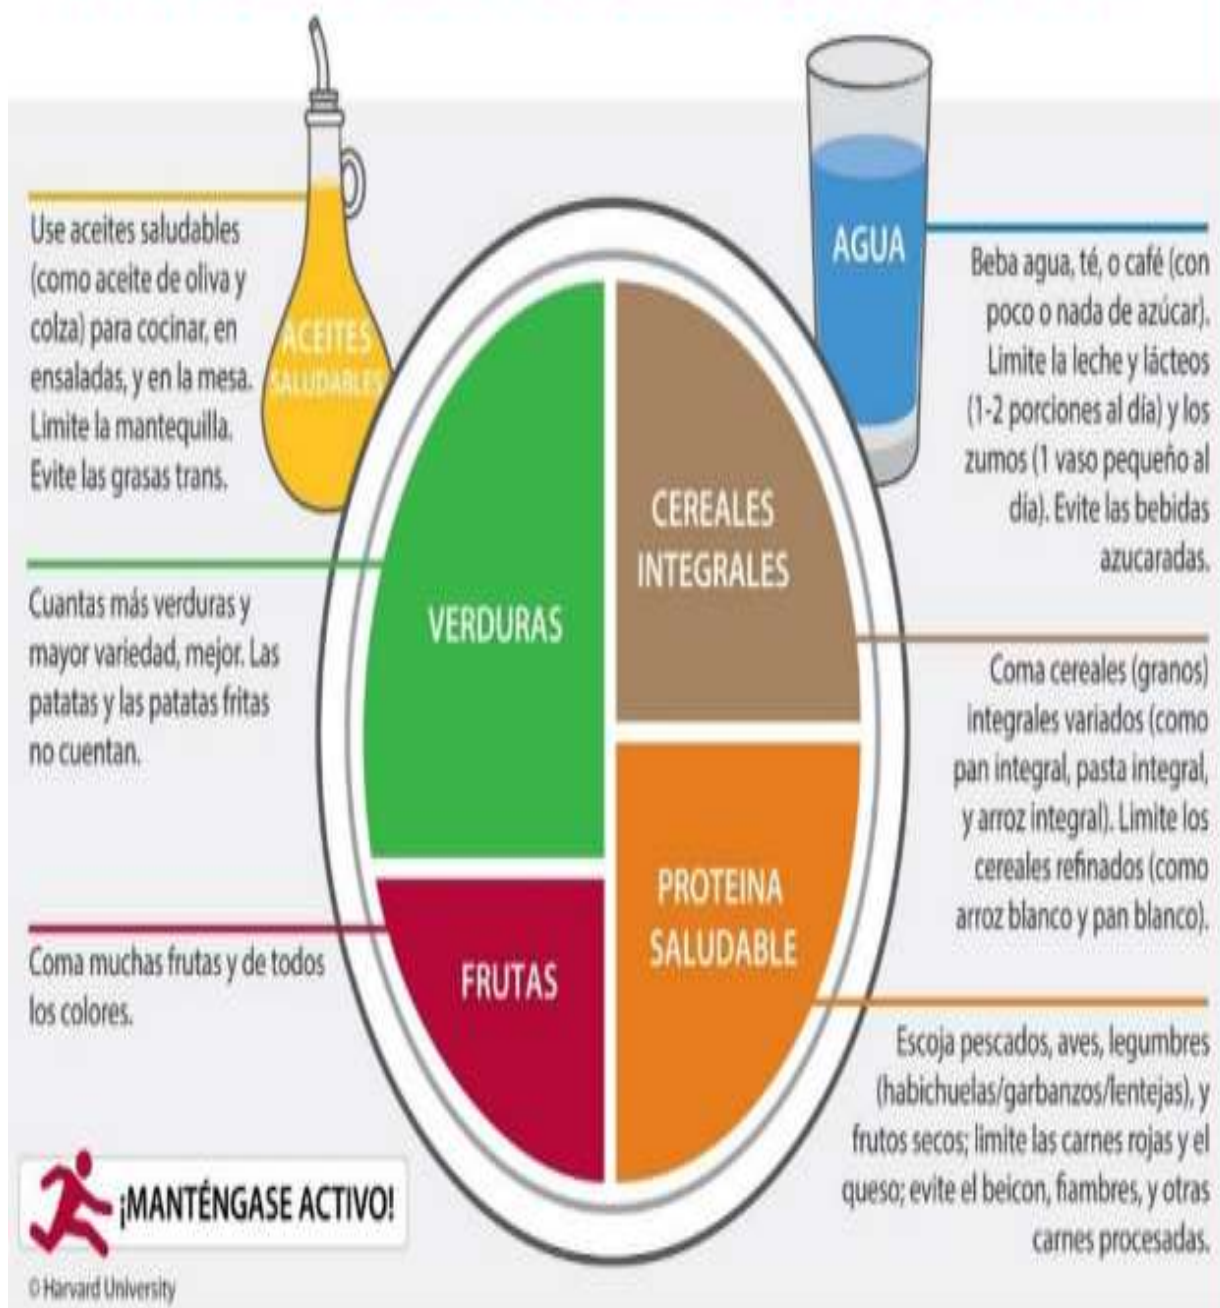 Use aceites saludables
(como aceite de oliva y
colza) para cocinar, en
ensaladas, y en la mesa.
Limite la mantequilla.
Evite las grasas trans.
ACEITES
SALUDABLES
AGUA
Beba agua, té, o café (con
poco o nada de azúcar).
Limite la leche y lácteos
(1-2 porciones al día) y los
zumos (1 vaso pequeño al
día). Evite las bebidas
azucaradas.
Cuantas más verduras y
mayor variedad, mejor. Las
patatas y las patatas fritas
no cuentan.
VERDURAS
CEREALES
INTEGRALES
Coma cereales (granos)
integrales variados (como
pan integral, pasta integral,
y arroz integral). Limite los
cereales refinados (como
arroz blanco y pan blanco).
Coma muchas frutas y de todos
los colores.
FRUTAS
PROTEINA
SALUDABLE
Escoja pescados, aves, legumbres
(habichuelas/garbanzos/lentejas), y
frutos secos; limite las carnes rojas y el
queso; evite el beicon, fiambres, y otras
carnes procesadas.
¡MANTÉNGASE ACTIVO!
© Harvard University